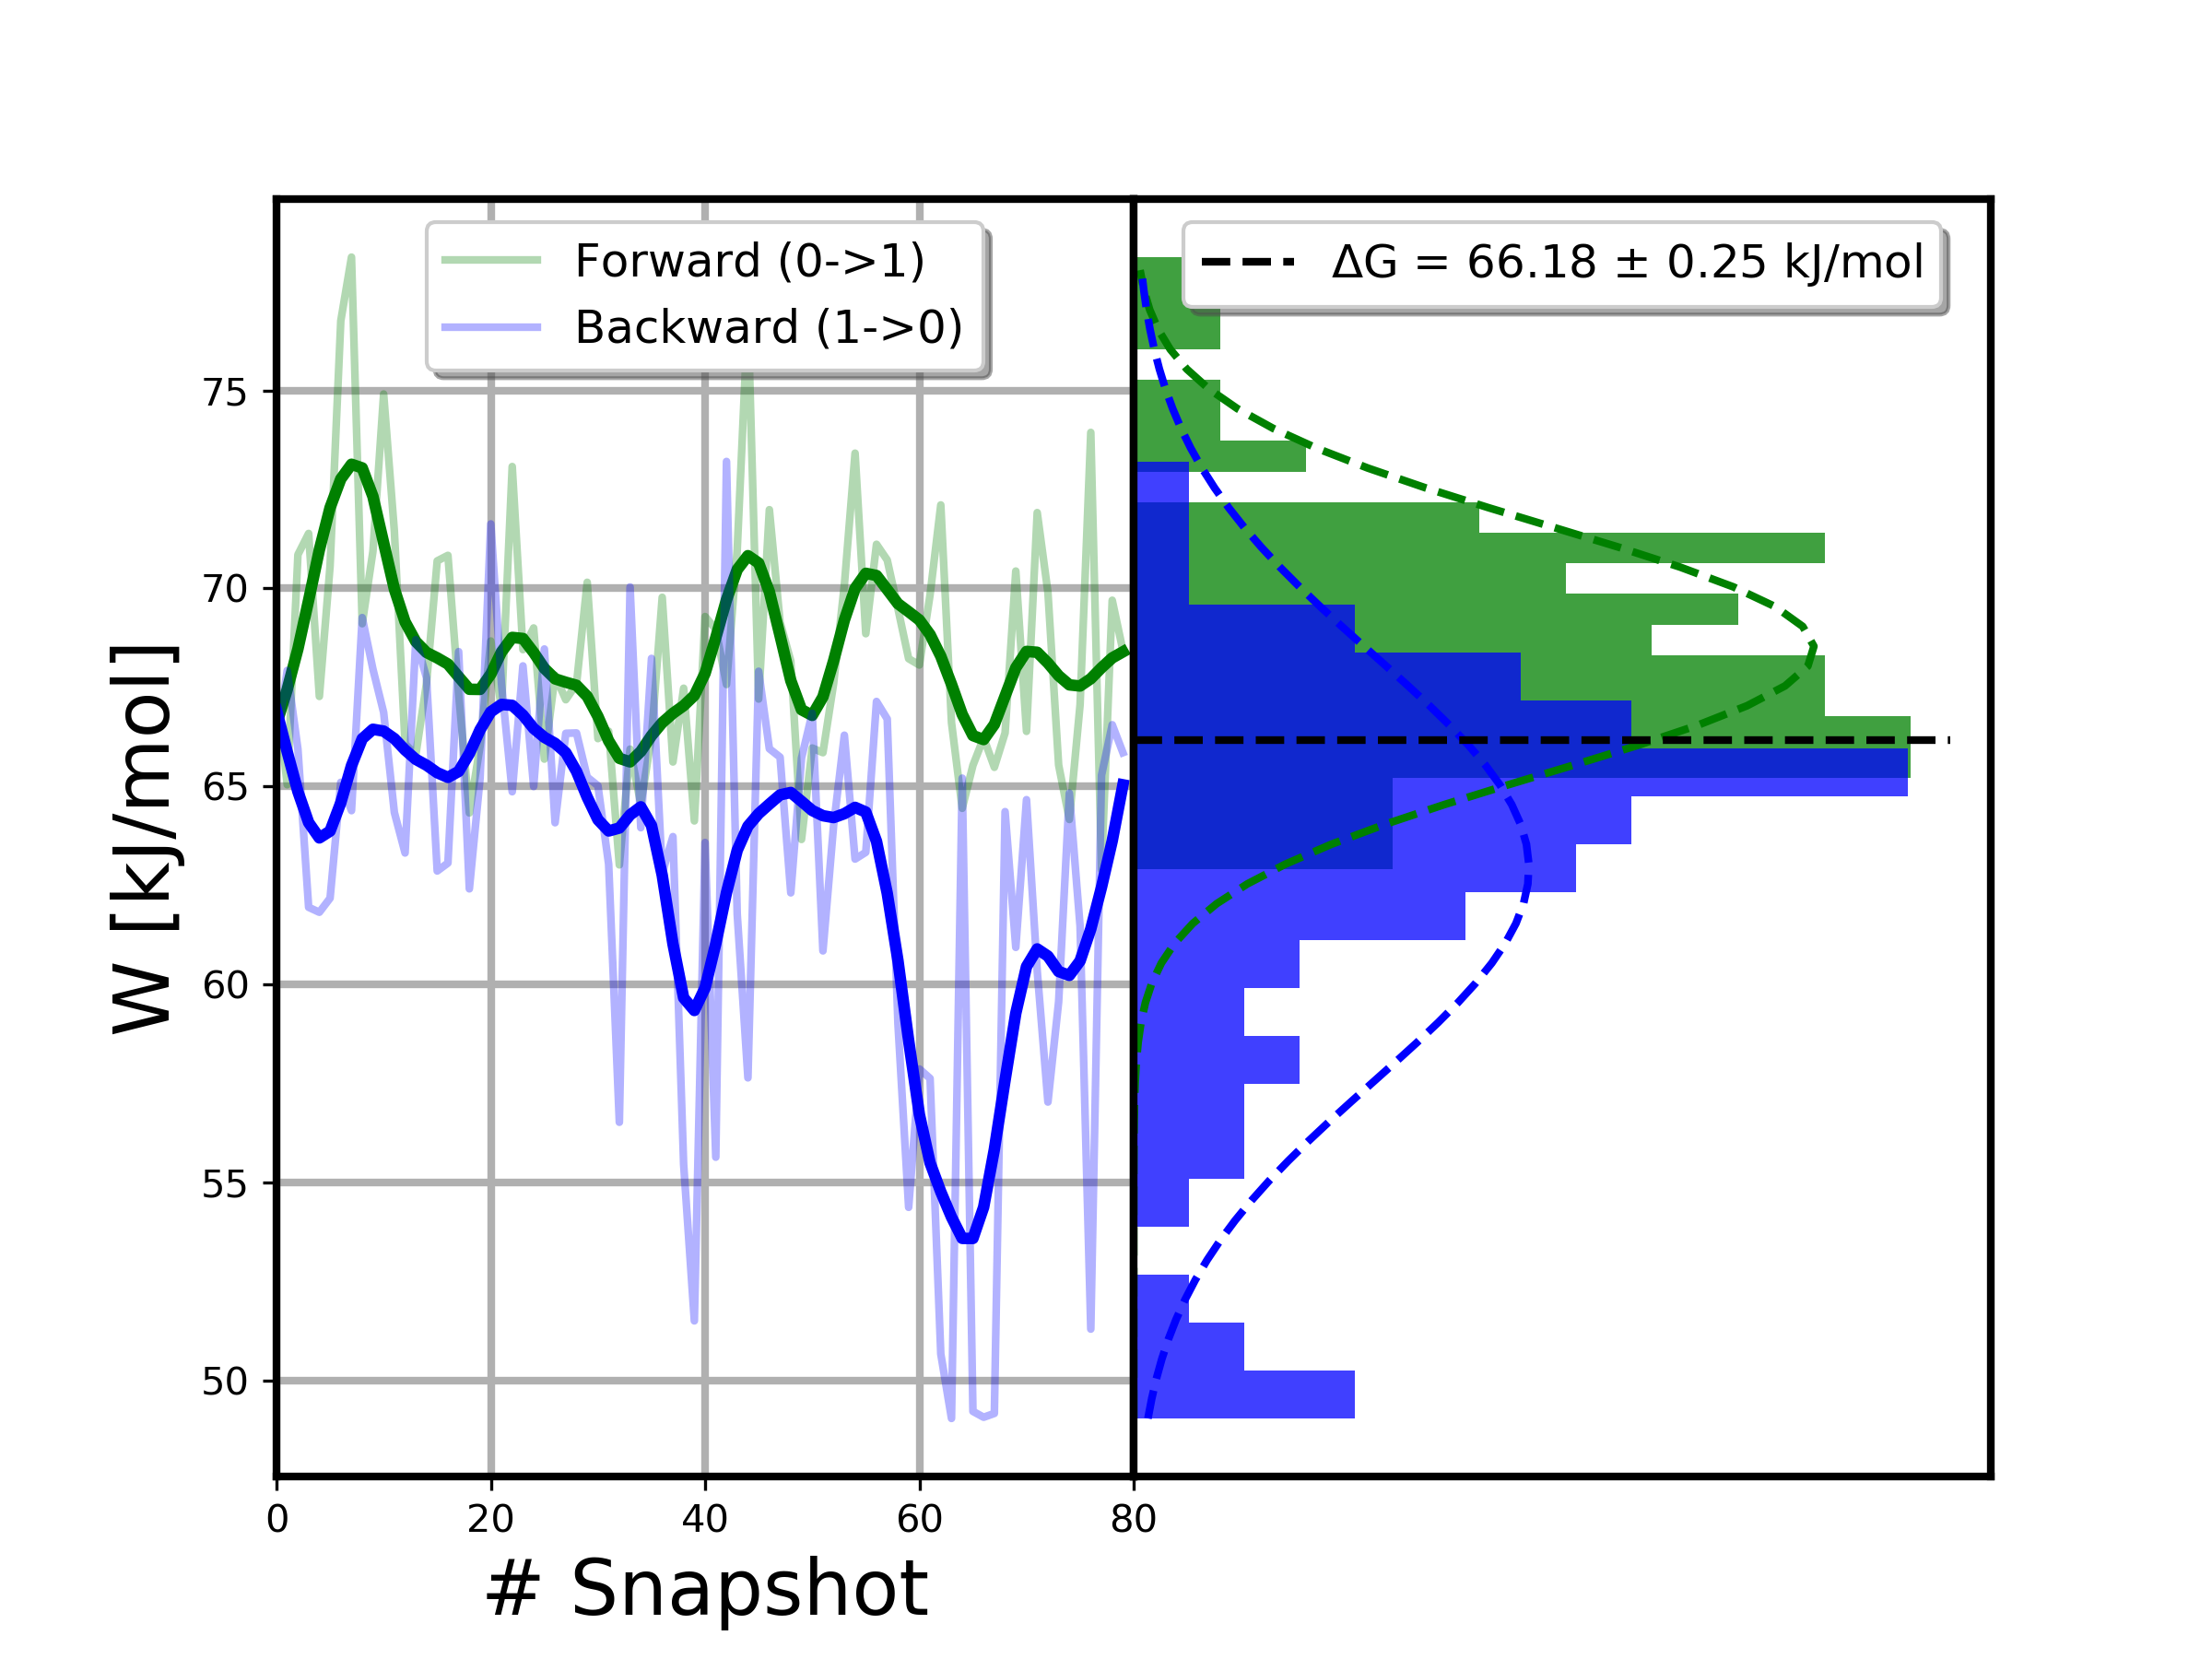 Forward (0->1)
Backward (1->0)
ΔG = 66.18 ± 0.25 kJ/mol
W [kJ/mol]
75
70
65
60
55
50
0 20 40 60 80
# Snapshot